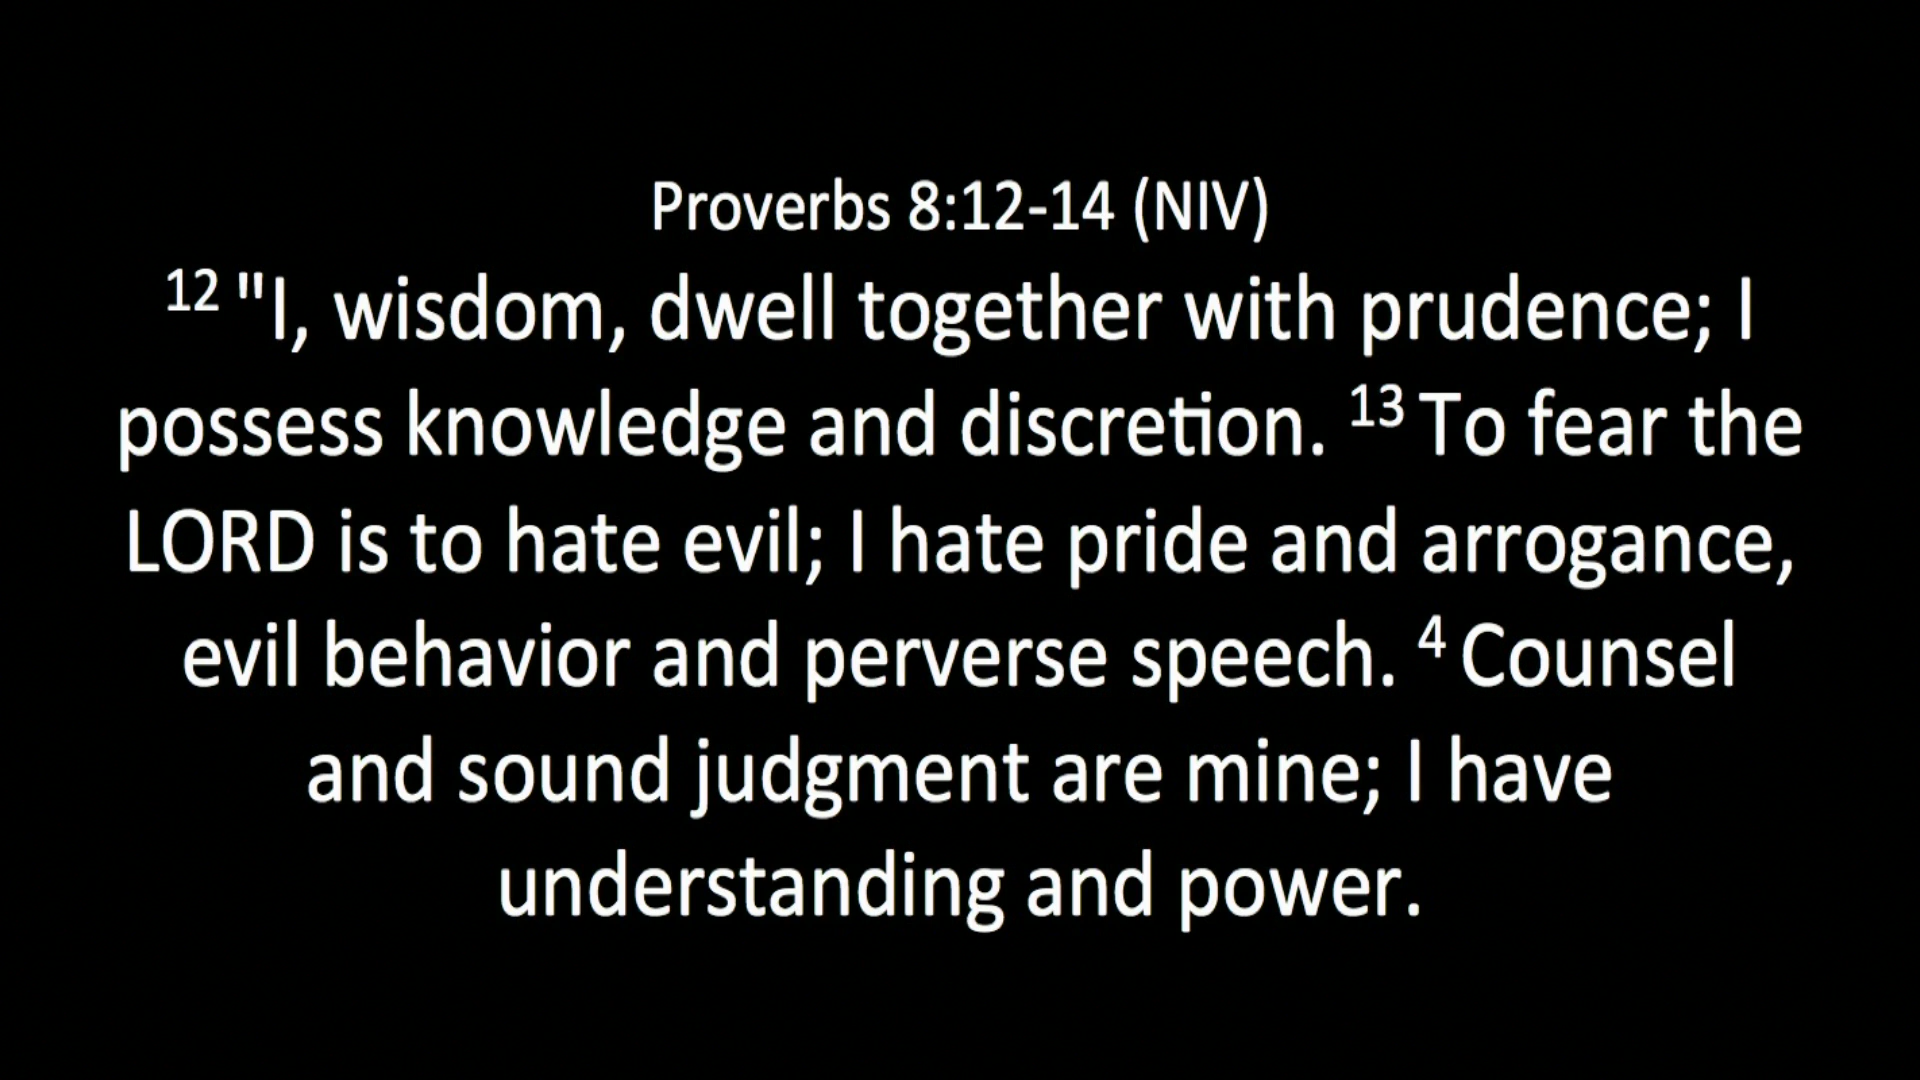 Proverbs 8:12-14 (NIV)
12 "I, wisdom, dwell together with prudence; I
possess knowledge and discretion. 13 To fear the
LORD is to hate evil; I hate pride and arrogance,
evil behavior and perverse speech. 4 Counsel
and sound judgment are mine; I have
understanding and power.